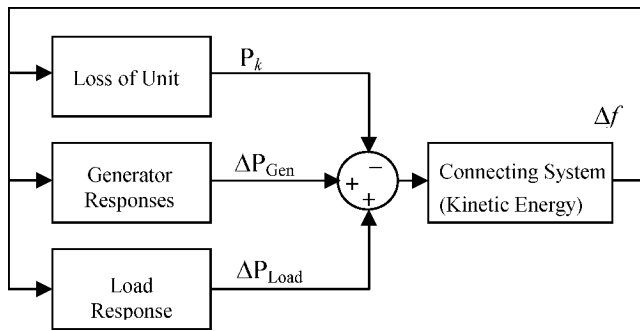 Loss of Unit
P_k
−
Δf
Generator
Responses
ΔP_Gen
+
+
Connecting System
(Kinetic Energy)
Load
Response
ΔP_Load